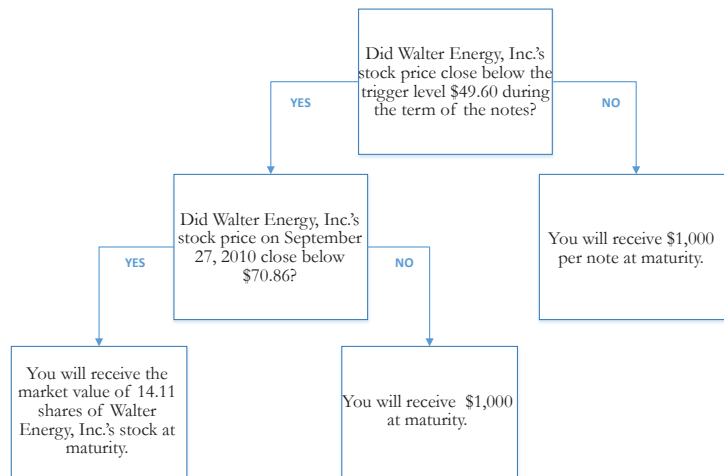 Did Walter Energy, Inc.'s
stock price close below the
trigger level $49.60 during
the term of the notes?
YES
NO
Did Walter Energy, Inc.'s
stock price on September
27, 2010 close below
$70.86?
You will receive $1,000
per note at maturity.
YES
NO
You will receive the
market value of 14.11
shares of Walter
Energy, Inc.'s stock at
maturity.
You will receive $1,000
at maturity.